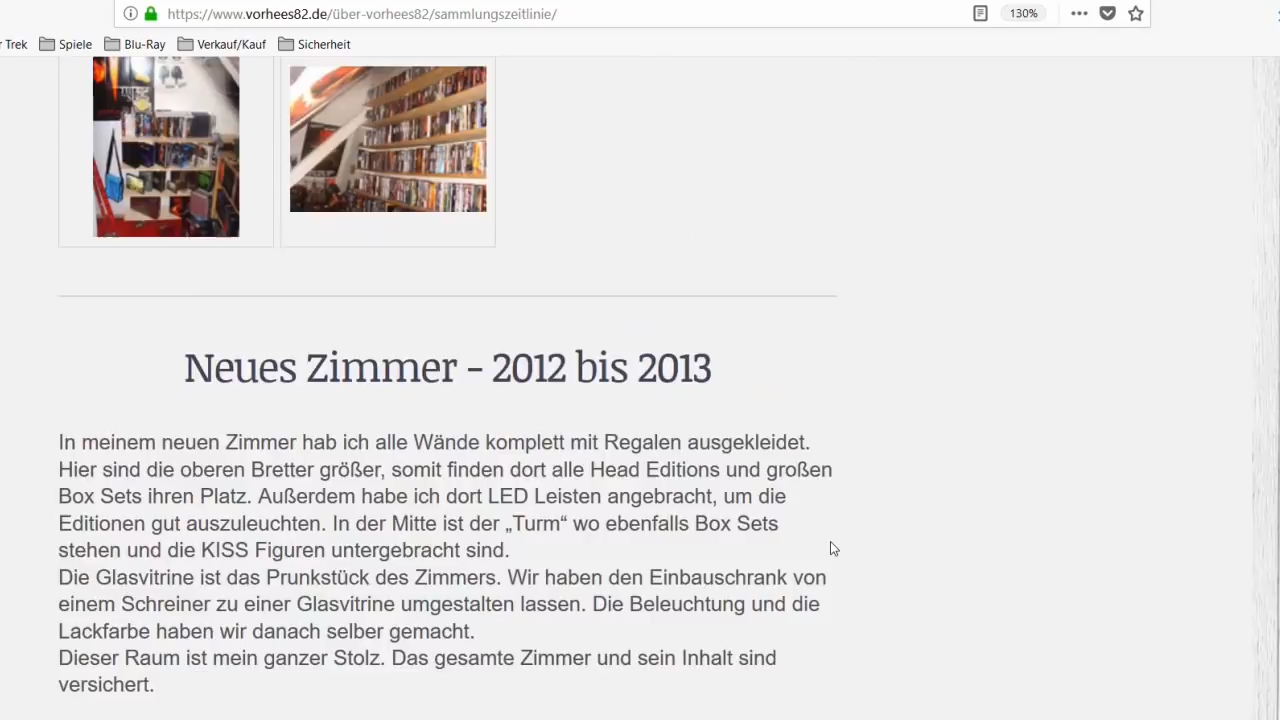 https://www.vorhees82.de/über-vorhees82/sammlungszeitlinie/
130%
Trek
Spiele
Blu-Ray
Verkauf/Kauf
Sicherheit
Neues Zimmer - 2012 bis 2013
In meinem neuen Zimmer hab ich alle Wände komplett mit Regalen ausgekleidet.
Hier sind die oberen Bretter größer, somit finden dort alle Head Editions und großen
Box Sets ihren Platz. Außerdem habe ich dort LED Leisten angebracht, um die
Editionen gut auszuleuchten. In der Mitte ist der „Turm“ wo ebenfalls Box Sets
stehen und die KISS Figuren untergebracht sind.
Die Glasvitrine ist das Prunkstück des Zimmers. Wir haben den Einbauschrank von
einem Schreiner zu einer Glasvitrine umgestalten lassen. Die Beleuchtung und die
Lackfarbe haben wir danach selber gemacht.
Dieser Raum ist mein ganzer Stolz. Das gesamte Zimmer und sein Inhalt sind
versichert.